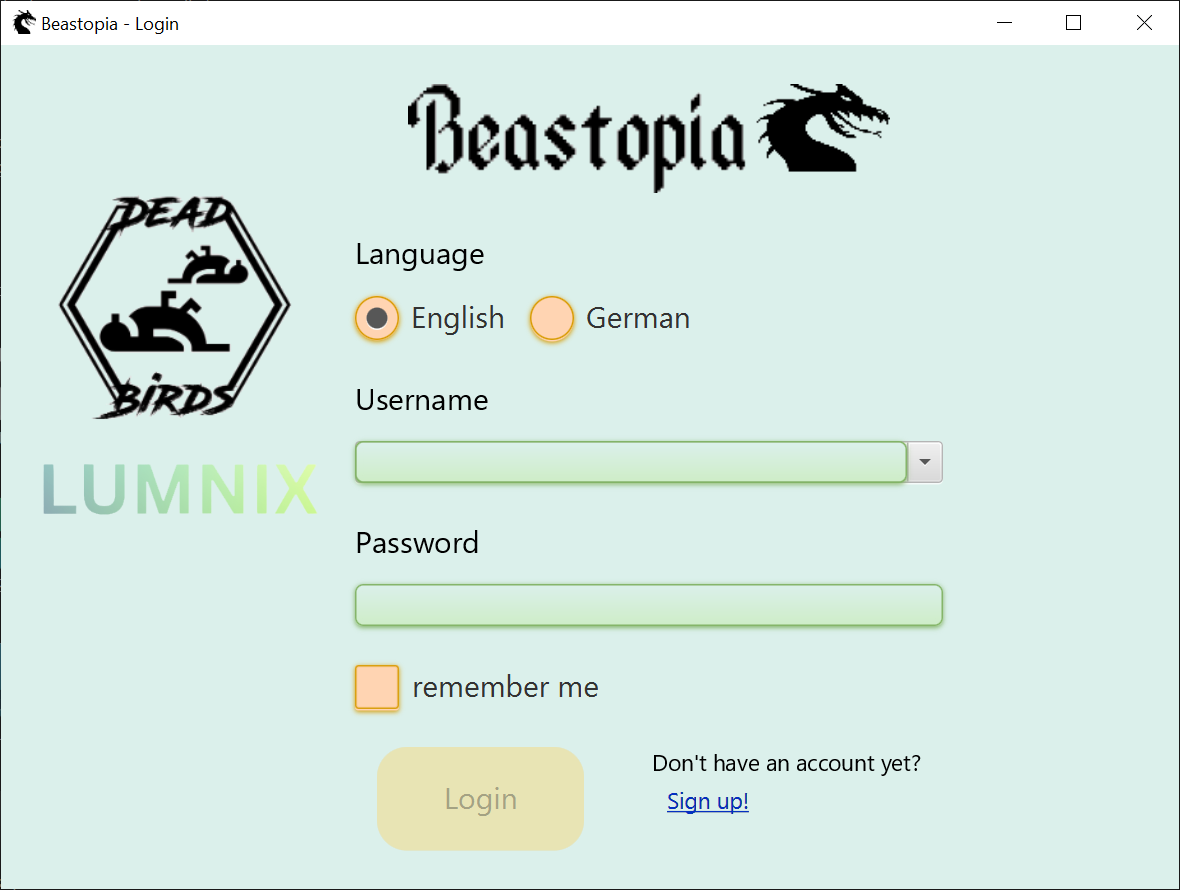 Beastopia - Login
Beastopia
DEAD
BIRDS
LUMNIX
Language
English German
Username
Password
remember me
Login
Don't have an account yet?
Sign up!